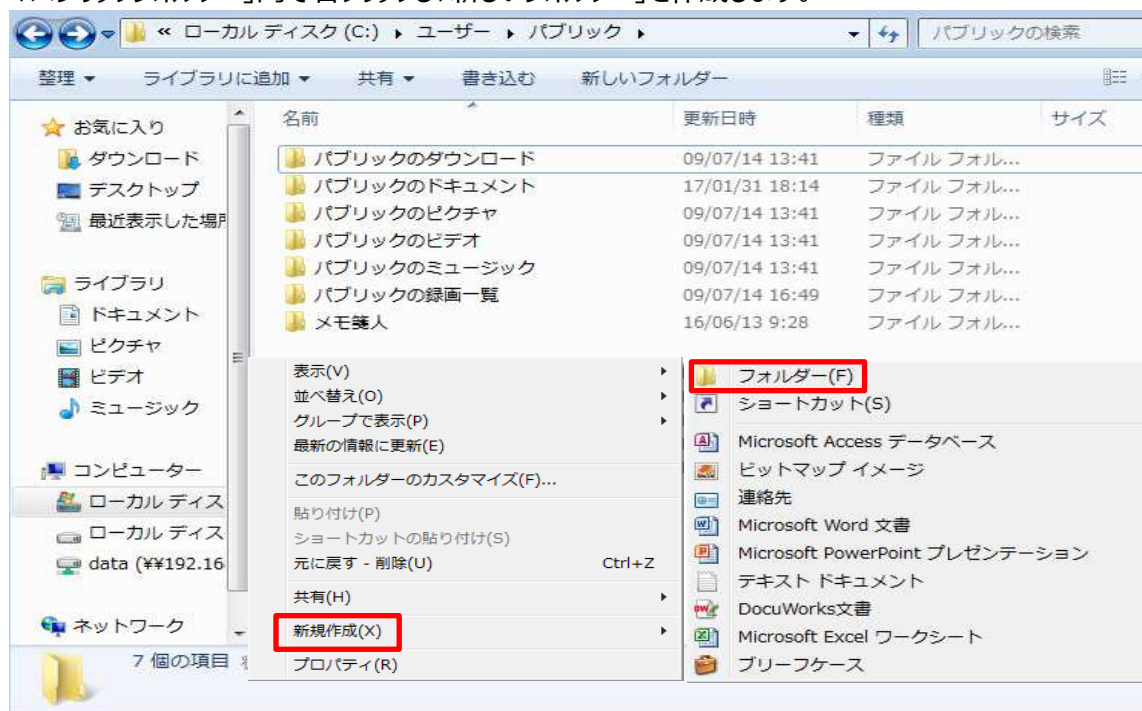 « ローカル ディスク (C:) ▸ ユーザー ▸ パブリック ▸
パブリックの検索
整理 ▼ ライブラリに追加 ▼ 共有 ▼ 書き込む 新しいフォルダー
お気に入り
ダウンロード
デスクトップ
最近表示した場所
ライブラリ
ドキュメント
ピクチャ
ビデオ
ミュージック
コンピューター
ローカル ディス
ローカル ディス
data (¥¥192.16
ネットワーク
名前 更新日時 種類 サイズ
パブリックのダウンロード 09/07/14 13:41 ファイル フォル...
パブリックのドキュメント 17/01/31 18:14 ファイル フォル...
パブリックのピクチャ 09/07/14 13:41 ファイル フォル...
パブリックのビデオ 09/07/14 13:41 ファイル フォル...
パブリックのミュージック 09/07/14 13:41 ファイル フォル...
パブリックの録画一覧 09/07/14 16:49 ファイル フォル...
メモ箋人 16/06/13 9:28 ファイル フォル...
表示(V)
並べ替え(O)
グループで表示(P)
最新の情報に更新(E)
このフォルダーのカスタマイズ(F)...
貼り付け(P)
ショートカットの貼り付け(S)
元に戻す - 削除(U) Ctrl+Z
共有(H)
新規作成(X)
プロパティ(R)
フォルダー(F)
ショートカット(S)
Microsoft Access データベース
ビットマップ イメージ
連絡先
Microsoft Word 文書
Microsoft PowerPoint プレゼンテーション
テキスト ドキュメント
DocuWorks文書
Microsoft Excel ワークシート
ブリーフケース
7 個の項目